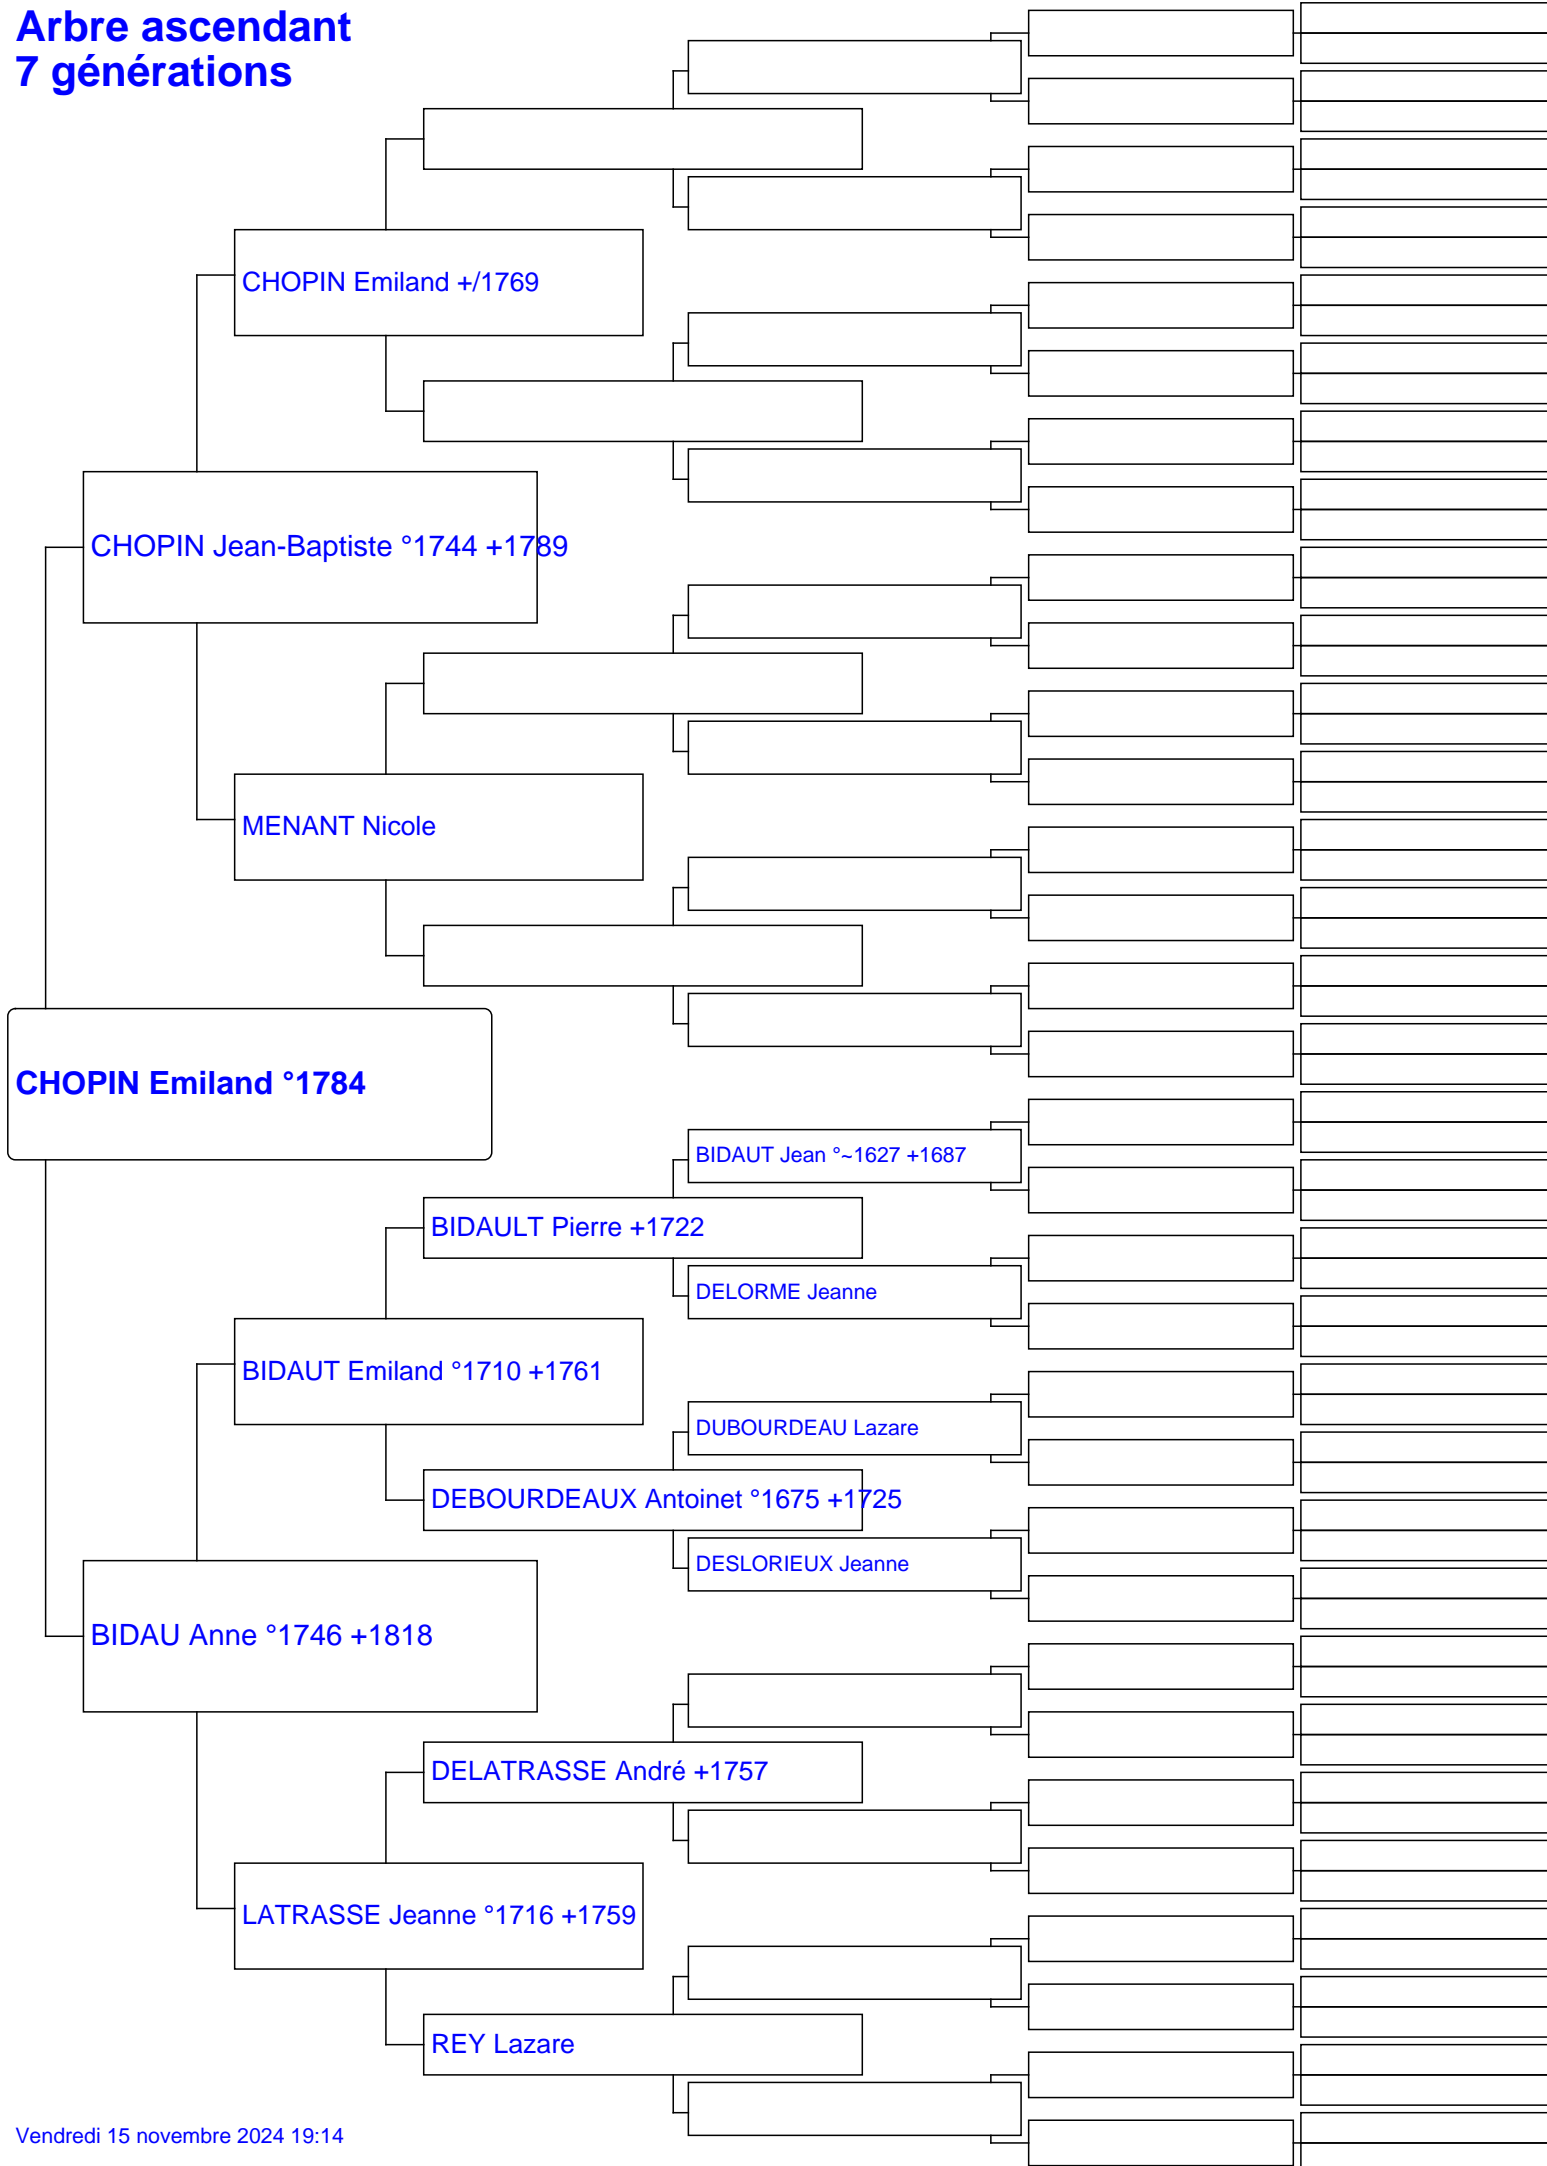 Arbre ascendant
7 générations
CHOPIN Emiland +/1769
CHOPIN Jean-Baptiste °1744 +1789
MENANT Nicole
CHOPIN Emiland °1784
BIDAUT Jean °~1627 +1687
BIDAULT Pierre +1722
DELORME Jeanne
BIDAUT Emiland °1710 +1761
DUBOURDEAU Lazare
DEBOURDEAUX Antoinet °1675 +1725
DESLORIEUX Jeanne
BIDAU Anne °1746 +1818
DELATRASSE André +1757
LATRASSE Jeanne °1716 +1759
REY Lazare
Vendredi 15 novembre 2024 19:14